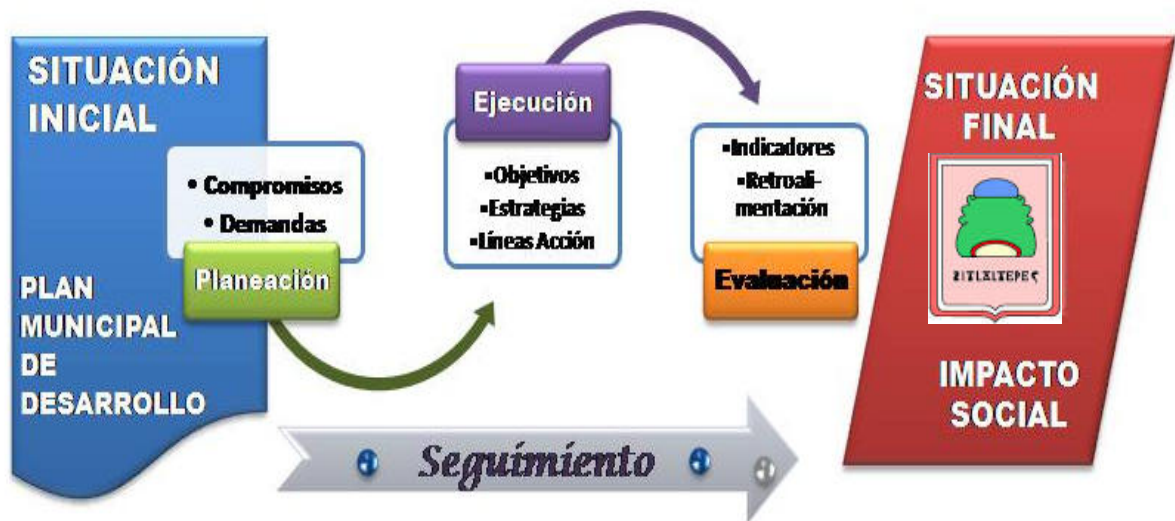 SITUACIÓN
INICIAL
• Compromisos
• Demandas
Planeación
PLAN
MUNICIPAL
DE
DESARROLLO
Ejecución
▪Objetivos
▪Estrategias
▪Líneas Acción
▪Indicadores
▪Retroali-
mentación
Evaluación
SITUACIÓN
FINAL
ZITLALTEPEC
IMPACTO
SOCIAL
Seguimiento